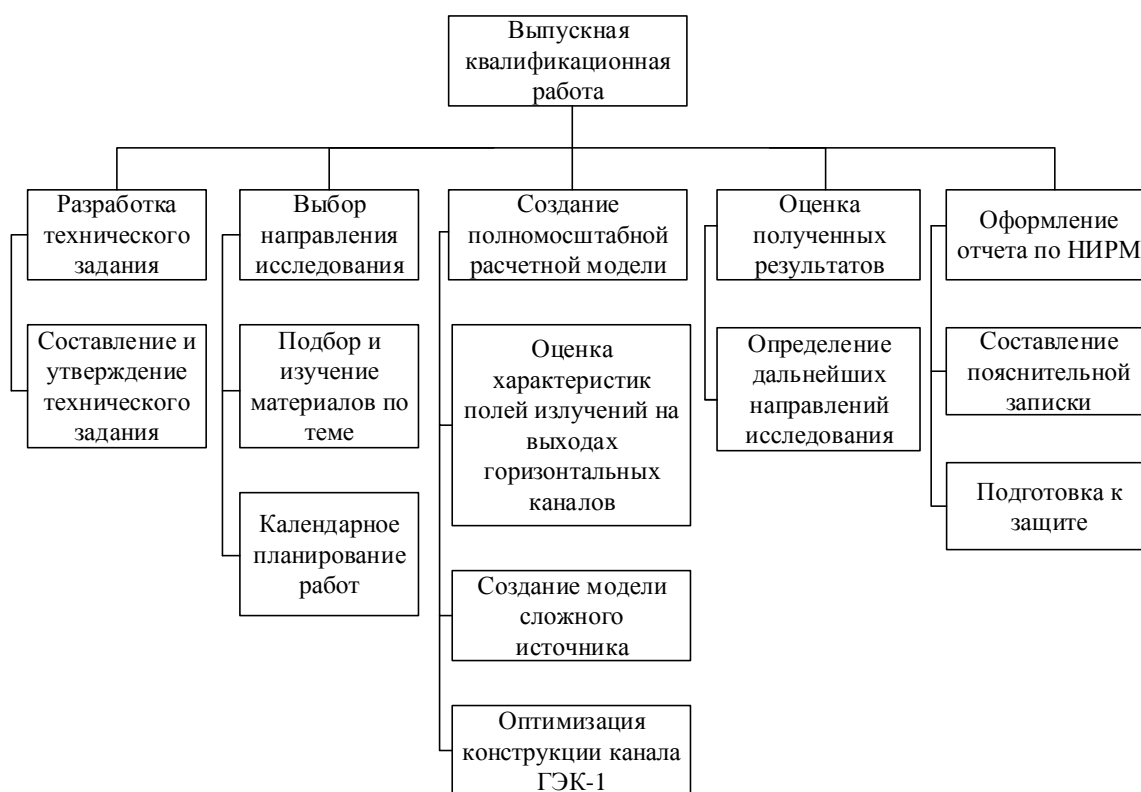 Выпускная
квалификационная
работа
Разработка
технического
задания
Составление и
утверждение
технического
задания
Выбор
направления
исследования
Подбор и
изучение
материалов по
теме
Календарное
планирование
работ
Создание
полномосштабной
расчетной модели
Оценка
характеристик
полей излучений на
выходах
горизонтальных
каналов
Создание модели
сложного
источника
Оптимизация
конструкции канала
ГЭК-1
Оценка
полученных
результатов
Определение
дальнейших
направлений
исследования
Оформление
отчета по НИРМ
Составление
пояснительной
записки
Подготовка к
защите